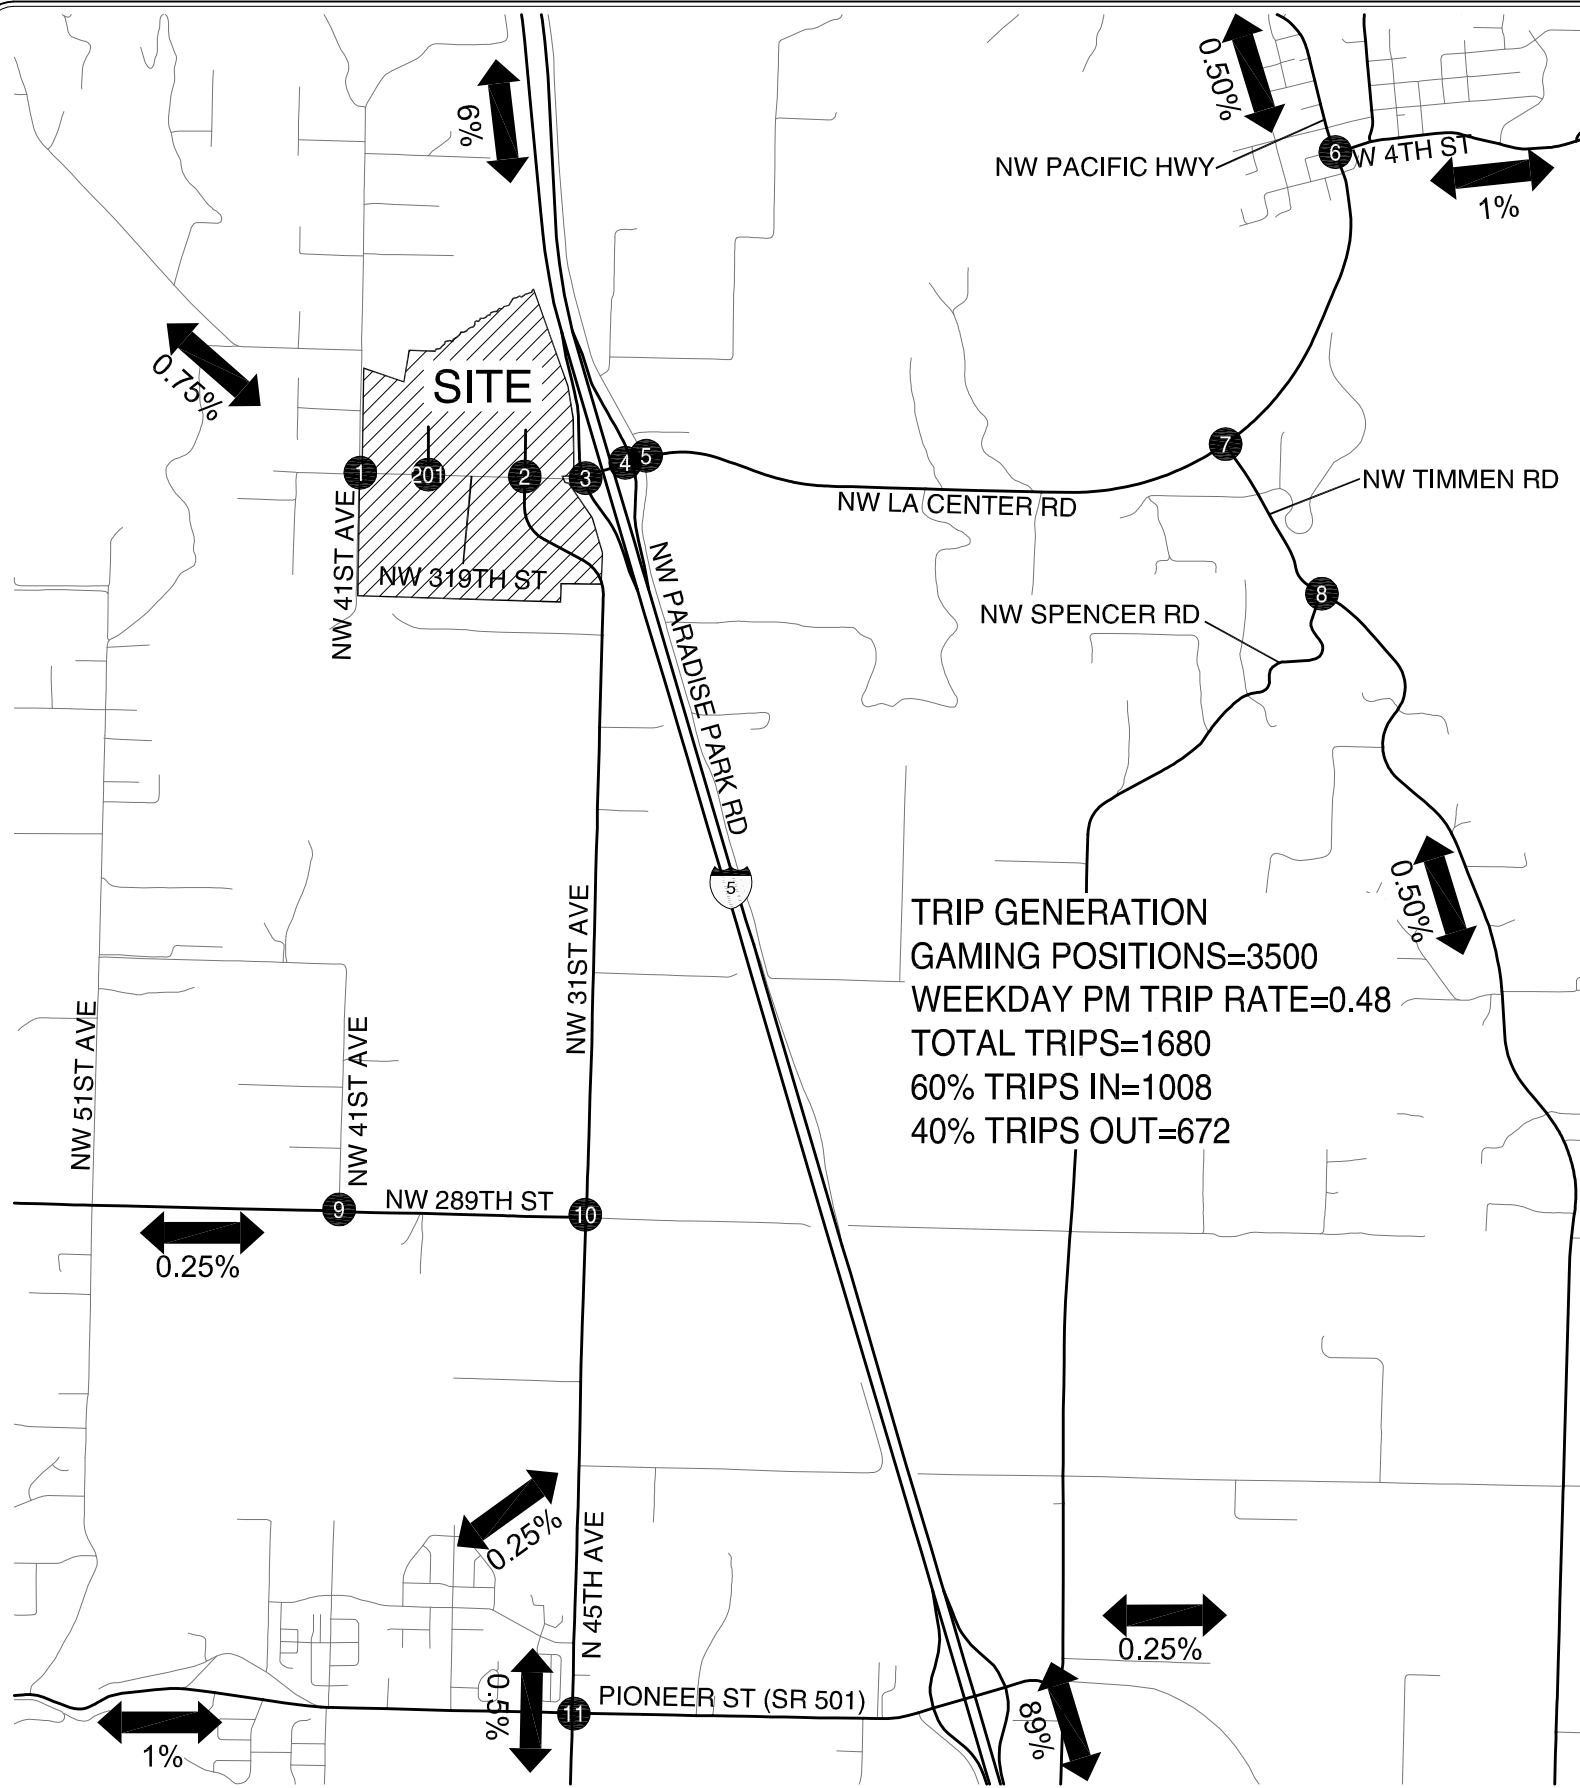 0.50%
6%
NW PACIFIC HWY
6
W 4TH ST
1%
0.75%
SITE
1
201
2
3
4
5
7
NW LA CENTER RD
NW TIMMEN RD
NW 41ST AVE
NW 319TH ST
NW PARADISE PARK RD
8
NW SPENCER RD
5
0.50%
NW 31ST AVE
TRIP GENERATION
GAMING POSITIONS=3500
WEEKDAY PM TRIP RATE=0.48
TOTAL TRIPS=1680
60% TRIPS IN=1008
40% TRIPS OUT=672
NW 51ST AVE
NW 41ST AVE
9
NW 289TH ST
10
0.25%
0.25%
N 45TH AVE
0.25%
0.5%
11
PIONEER ST (SR 501)
89%
1%